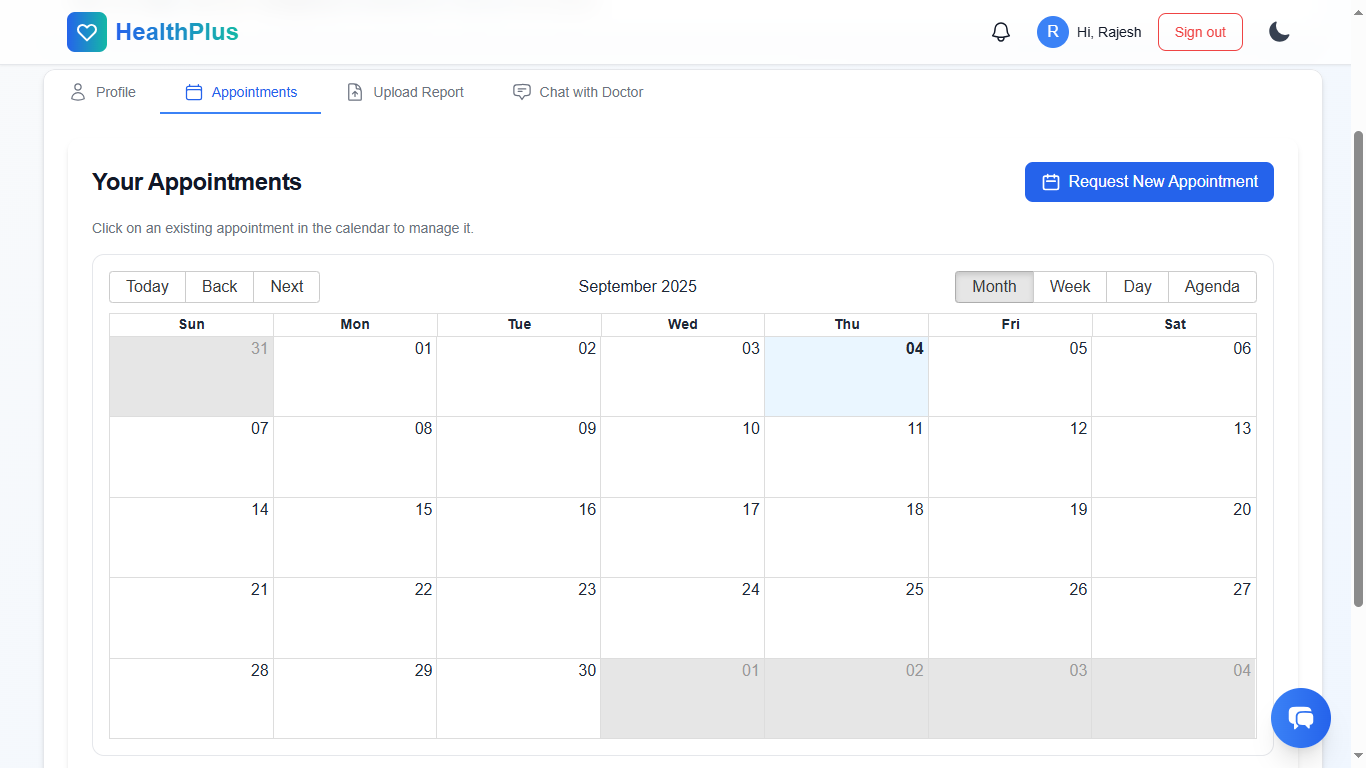 HealthPlus
R Hi, Rajesh Sign out
Profile Appointments Upload Report Chat with Doctor
Your Appointments
Request New Appointment
Click on an existing appointment in the calendar to manage it.
Today Back Next September 2025 Month Week Day Agenda
Sun Mon Tue Wed Thu Fri Sat
31 01 02 03 04 05 06
07 08 09 10 11 12 13
14 15 16 17 18 19 20
21 22 23 24 25 26 27
28 29 30 01 02 03 04